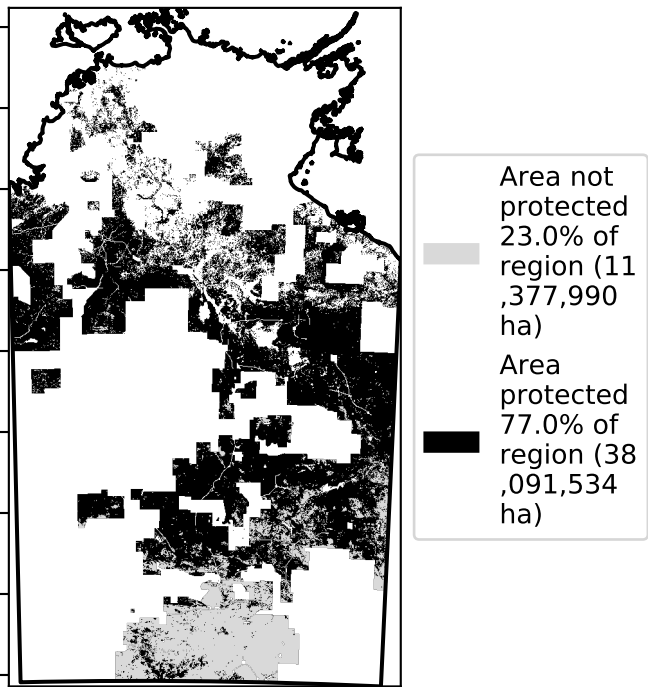 Area not
protected
23.0% of
region (11
,377,990
ha)
Area
protected
77.0% of
region (38
,091,534
ha)